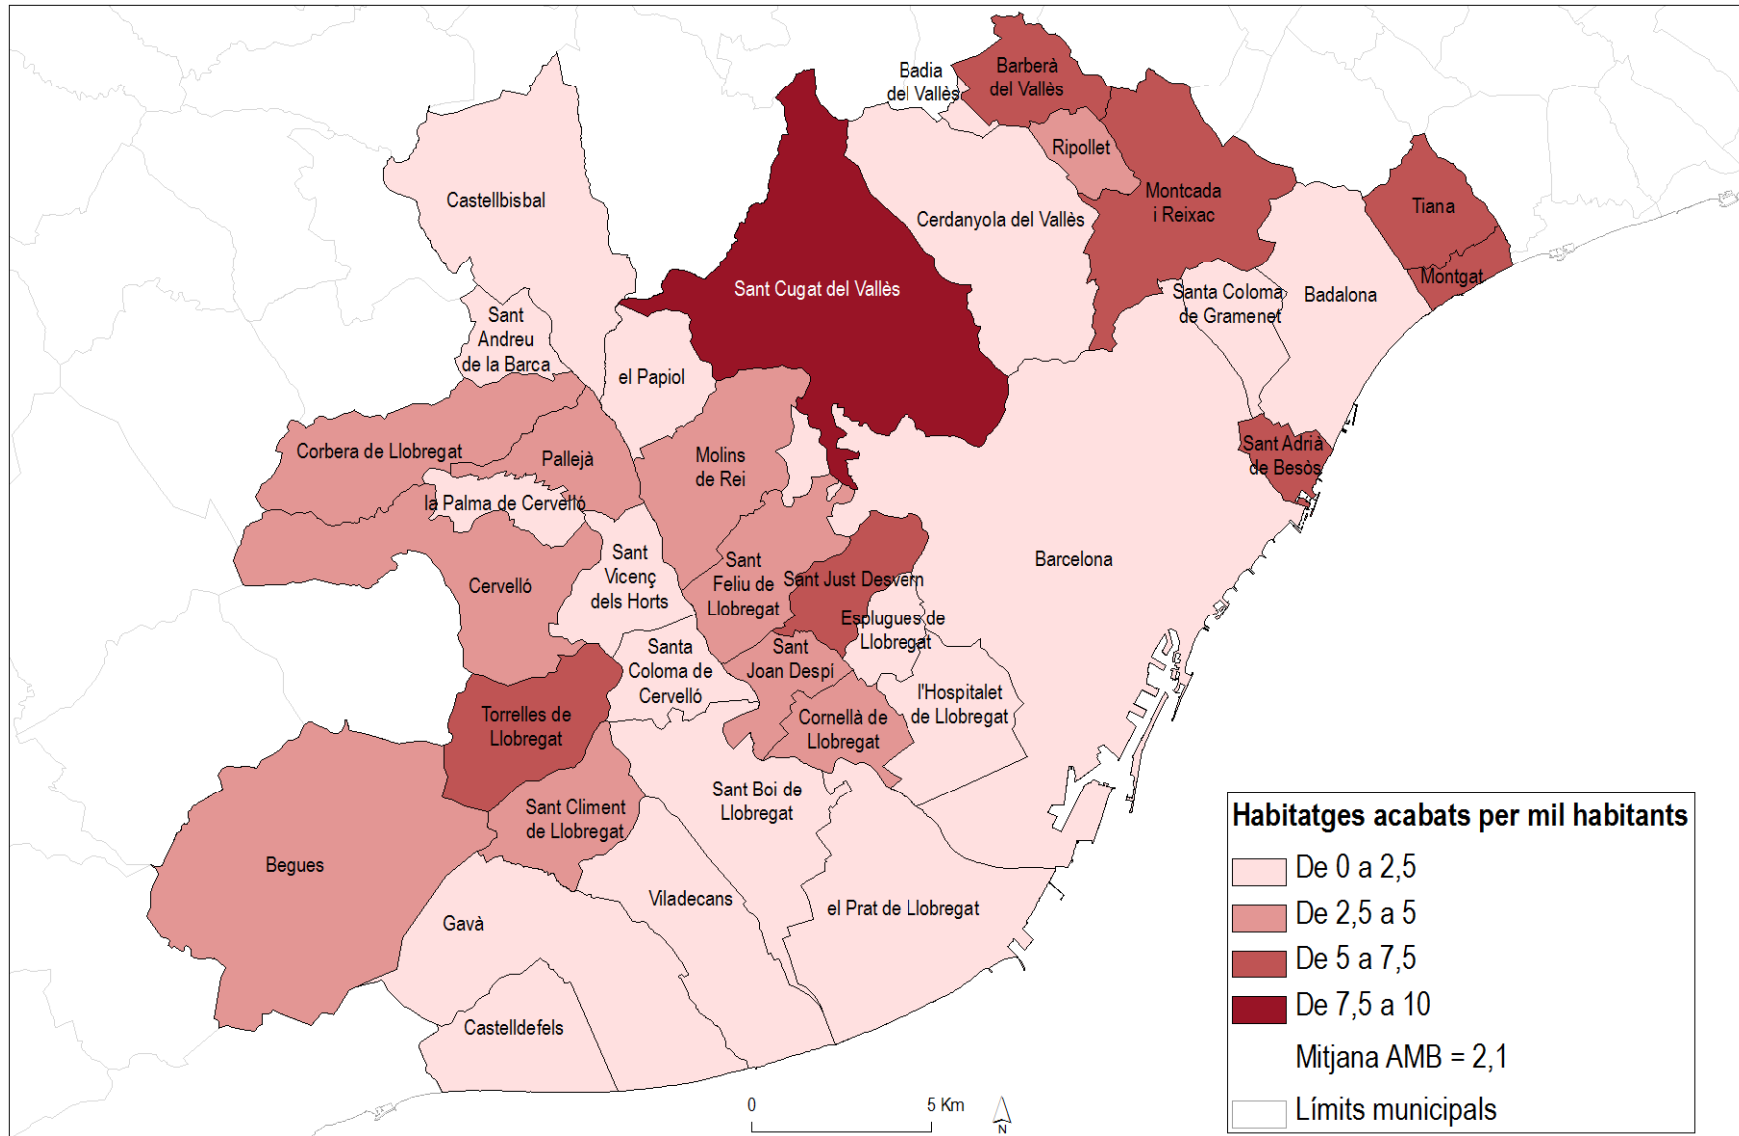 Badia
del Vallès
Barberà
del Vallès
Ripollet
Castellbisbal
Montcada
i Reixac
Tiana
Cerdanyola del Vallès
Montgat
Sant Cugat del Vallès
Santa Coloma
de Gramenet
Badalona
Sant
Andreu
de la Barca
el Papiol
Corbera de Llobregat
Pallejà
Molins
de Rei
Sant Adrià
de Besòs
la Palma de Cervelló
Barcelona
Cervelló
Sant
Vicenç
dels Horts
Sant
Feliu de
Llobregat
Sant Just Desvern
Esplugues de
Llobregat
Santa
Coloma de
Cervelló
Sant
Joan Despí
l'Hospitalet
de Llobregat
Torrelles de
Llobregat
Cornellà de
Llobregat
Sant Boi de
Llobregat
Sant Climent
de Llobregat
Begues
Viladecans
el Prat de Llobregat
Gavà
Castelldefels
Habitatges acabats per mil habitants
De 0 a 2,5
De 2,5 a 5
De 5 a 7,5
De 7,5 a 10
Mitjana AMB = 2,1
Límits municipals
0 5 Km
N